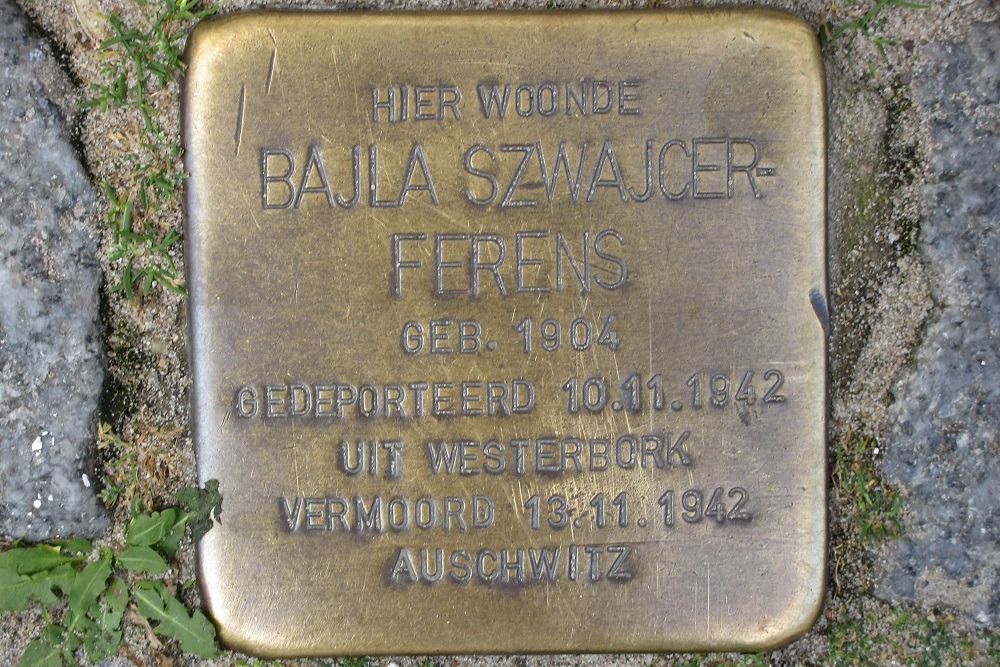 HIER WOONDE
BAJLA SZWAJCER-
FERENS
GEB. 1904
GEDEPORTEERD 10.11.1942
UIT WESTERBORK
VERMOORD 13.11.1942
AUSCHWITZ